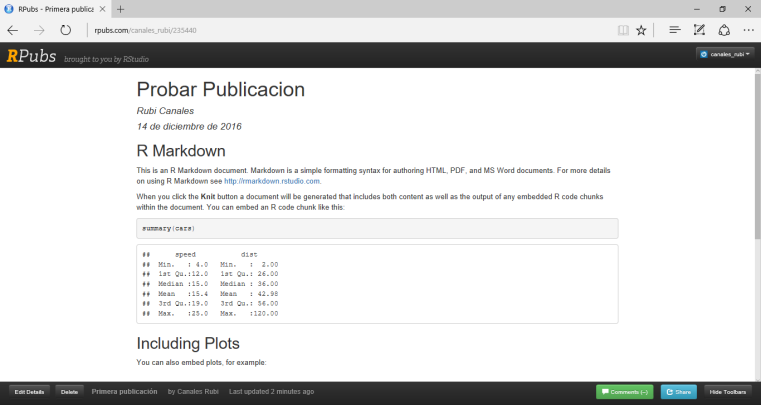 RPubs - Primera publica
rpubs.com/canales_rubi/235440
RPubs brought to you by RStudio
canales_rubi
Probar Publicacion
Rubi Canales
14 de diciembre de 2016
R Markdown
This is an R Markdown document. Markdown is a simple formatting syntax for authoring HTML, PDF, and MS Word documents. For more details
on using R Markdown see http://rmarkdown.rstudio.com.
When you click the Knit button a document will be generated that includes both content as well as the output of any embedded R code chunks
within the document. You can embed an R code chunk like this:
summary(cars)
##      speed           dist
##  Min.   : 4.0   Min.   :  2.00
##  1st Qu.:12.0   1st Qu.: 26.00
##  Median :15.0   Median : 36.00
##  Mean   :15.4   Mean   : 42.98
##  3rd Qu.:19.0   3rd Qu.: 56.00
##  Max.   :25.0   Max.   :120.00
Including Plots
You can also embed plots, for example:
Edit Details Delete Primera publicación by Canales Rubi Last updated 2 minutes ago Comments (–) Share Hide Toolbars